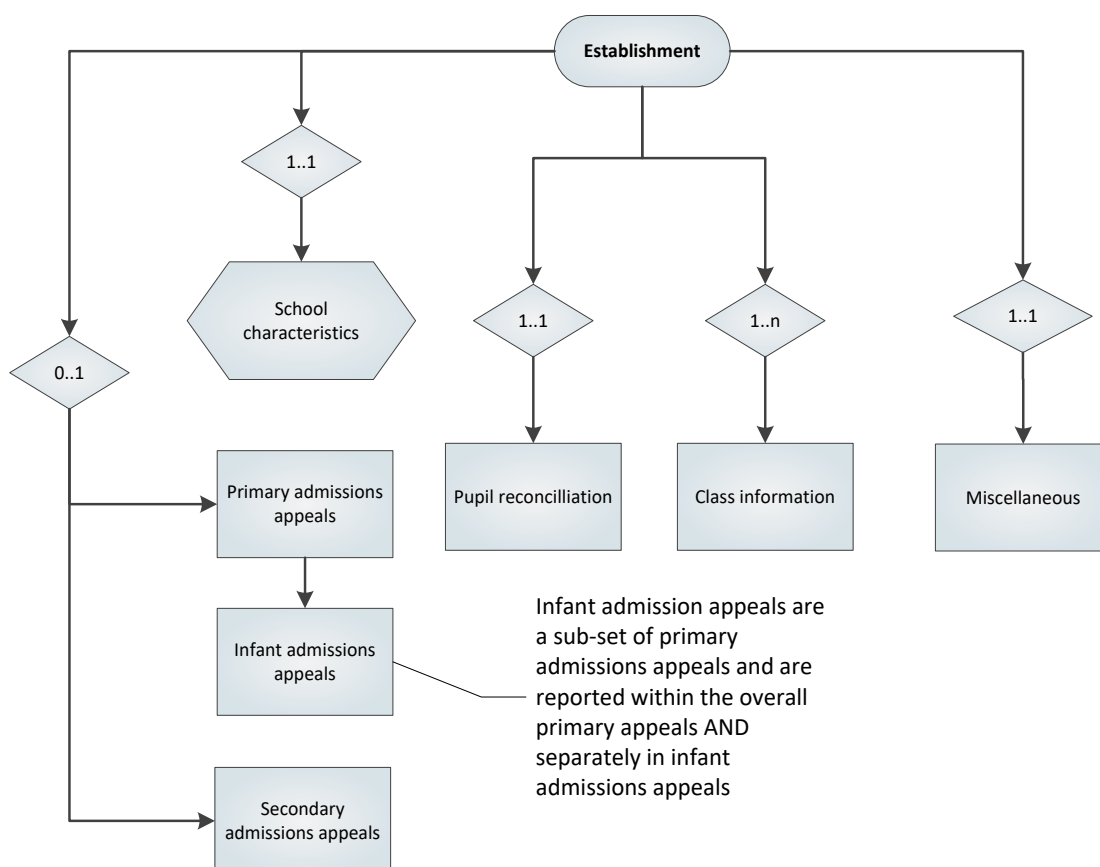 Establishment
1..1
School
characteristics
1..1
1..n
1..1
0..1
Primary admissions
appeals
Pupil reconcilliation
Class information
Miscellaneous
Infant admissions
appeals
Infant admission appeals are
a sub-set of primary
admissions appeals and are
reported within the overall
primary appeals AND
separately in infant
admissions appeals
Secondary
admissions appeals